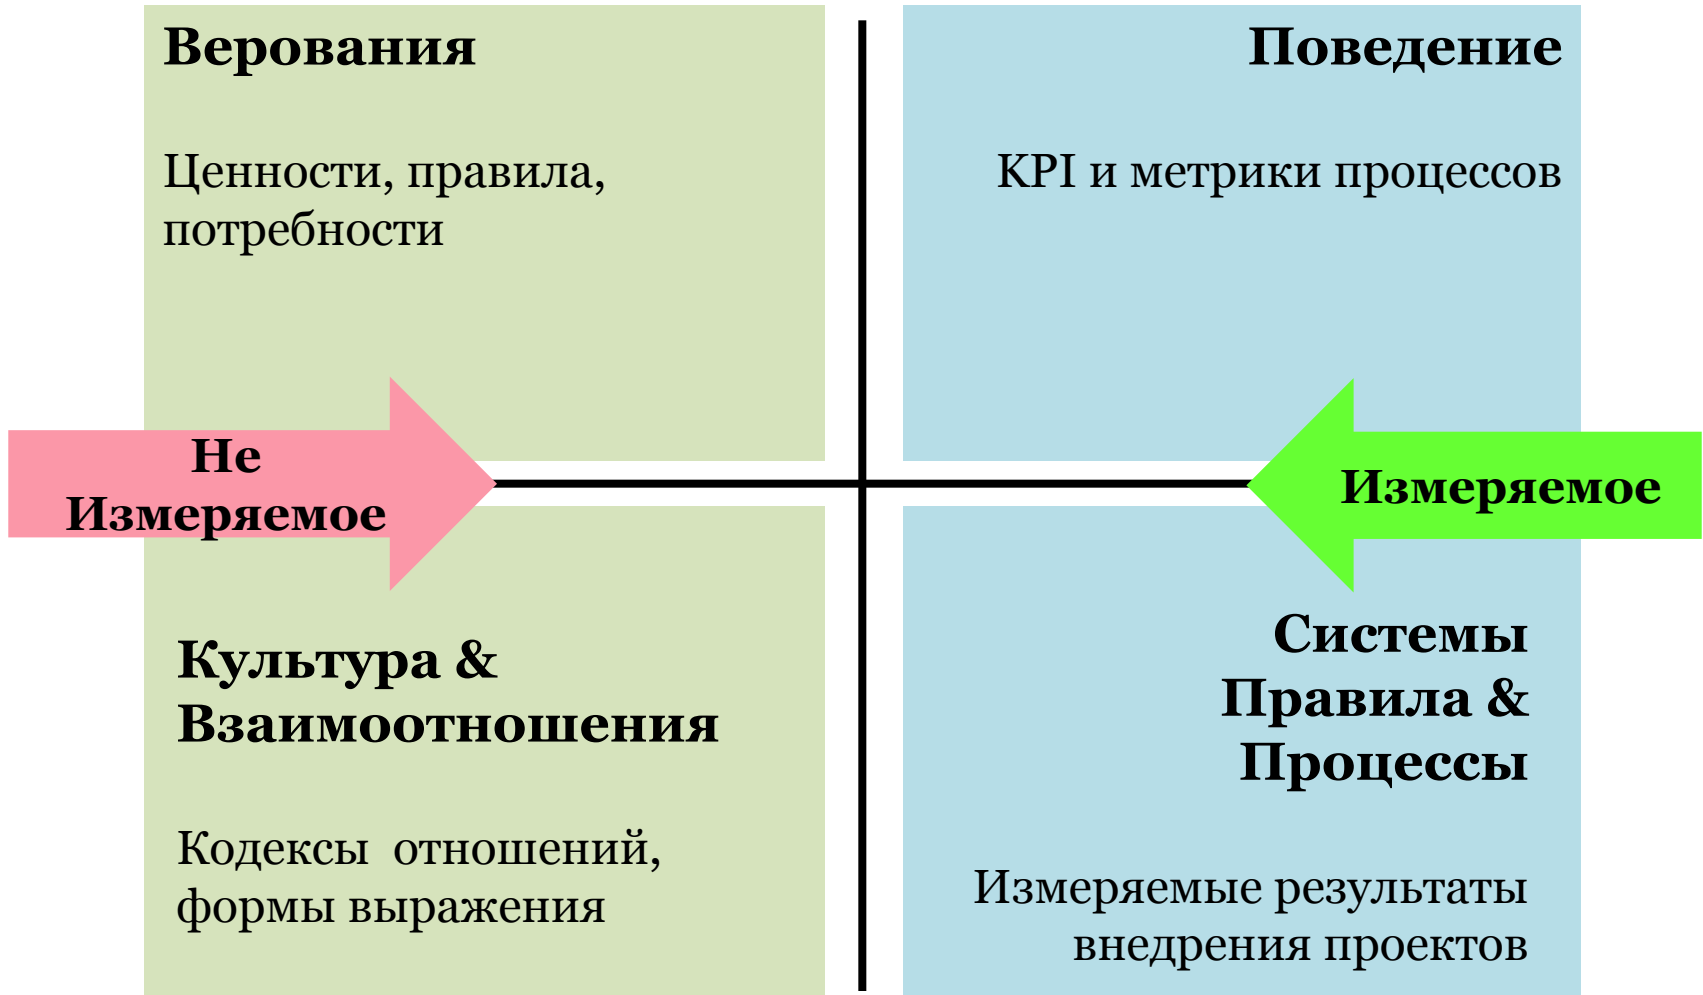 Верования
Поведение
Ценности, правила,
потребности
KPI и метрики процессов
Не
Измеряемое
Измеряемое
Культура &
Взаимоотношения
Кодексы отношений,
формы выражения
Системы
Правила &
Процессы
Измеряемые результаты
внедрения проектов